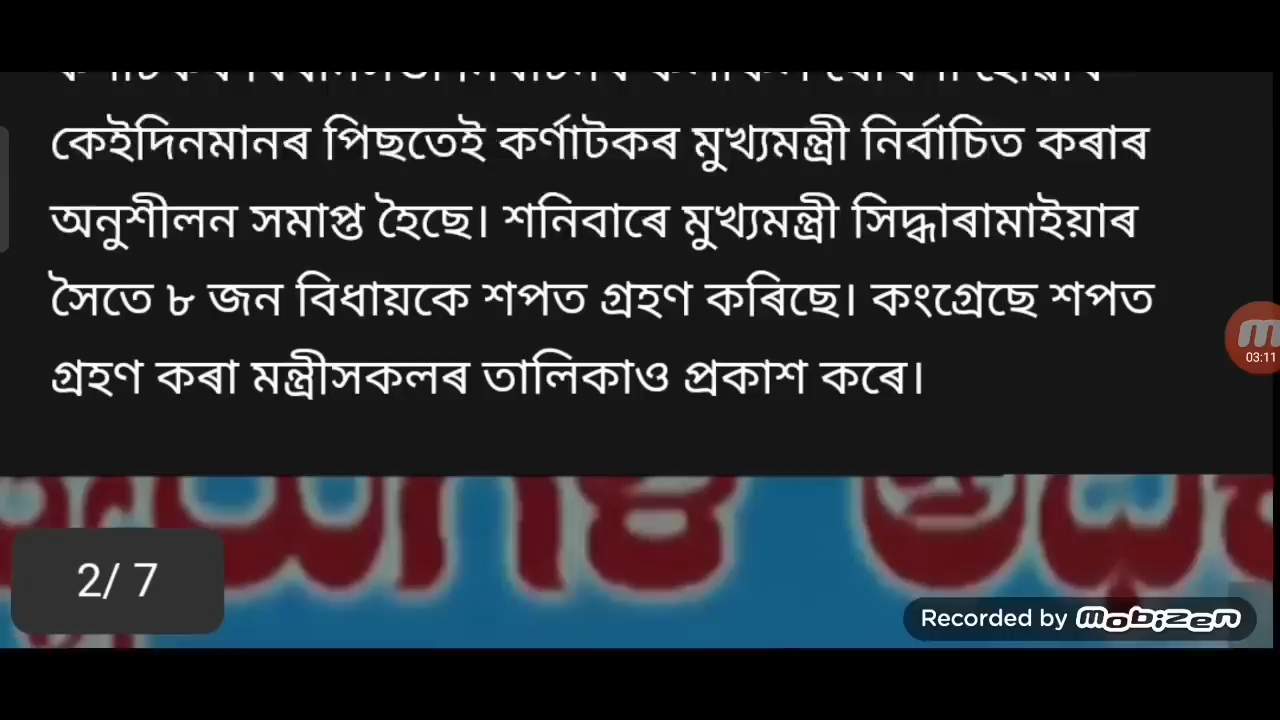 কেইদিনমানৰ পিছতেই কৰ্ণাটকৰ মুখ্যমন্ত্ৰী নিৰ্বাচিত কৰাৰ
অনুশীলন সমাপ্ত হৈছে। শনিবাৰে মুখ্যমন্ত্ৰী সিদ্ধাৰামাইয়াৰ
সৈতে ৮ জন বিধায়কে শপত গ্ৰহণ কৰিছে। কংগ্ৰেছে শপত
গ্ৰহণ কৰা মন্ত্ৰীসকলৰ তালিকাও প্ৰকাশ কৰে।
03:11
2/ 7
Recorded by Mobizen